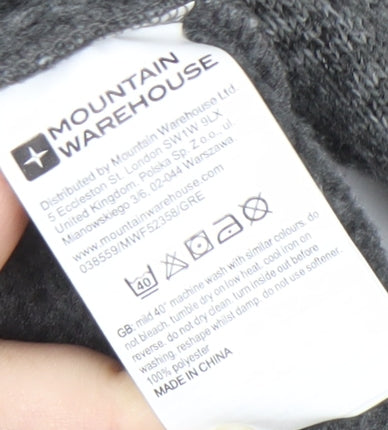 MOUNTAIN
WAREHOUSE
Distributed by Mountain Warehouse Ltd.
5 Eccleston St. London SW1W 9LX
United Kingdom. Polska Sp. Z o.o., ul.
Mianowskiego 3/6, 02-044 Warszawa
www.mountainwarehouse.com
038559/MWF52358/GRE
40
GB: mild 40° machine wash with similar colours. do
not bleach. tumble dry on low heat. cool iron on
reverse. do not dry clean. turn inside out before
washing. reshape whilst damp. do not use softener.
100% polyester
MADE IN CHINA